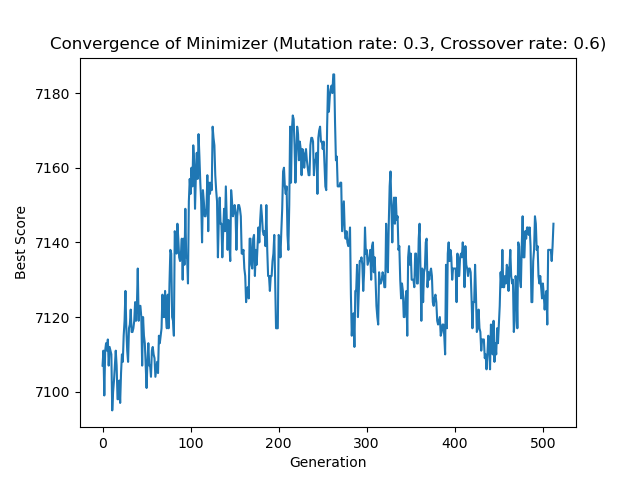 Convergence of Minimizer (Mutation rate: 0.3, Crossover rate: 0.6)
7180
7160
7140
7120
7100
Best Score
0 100 200 300 400 500
Generation